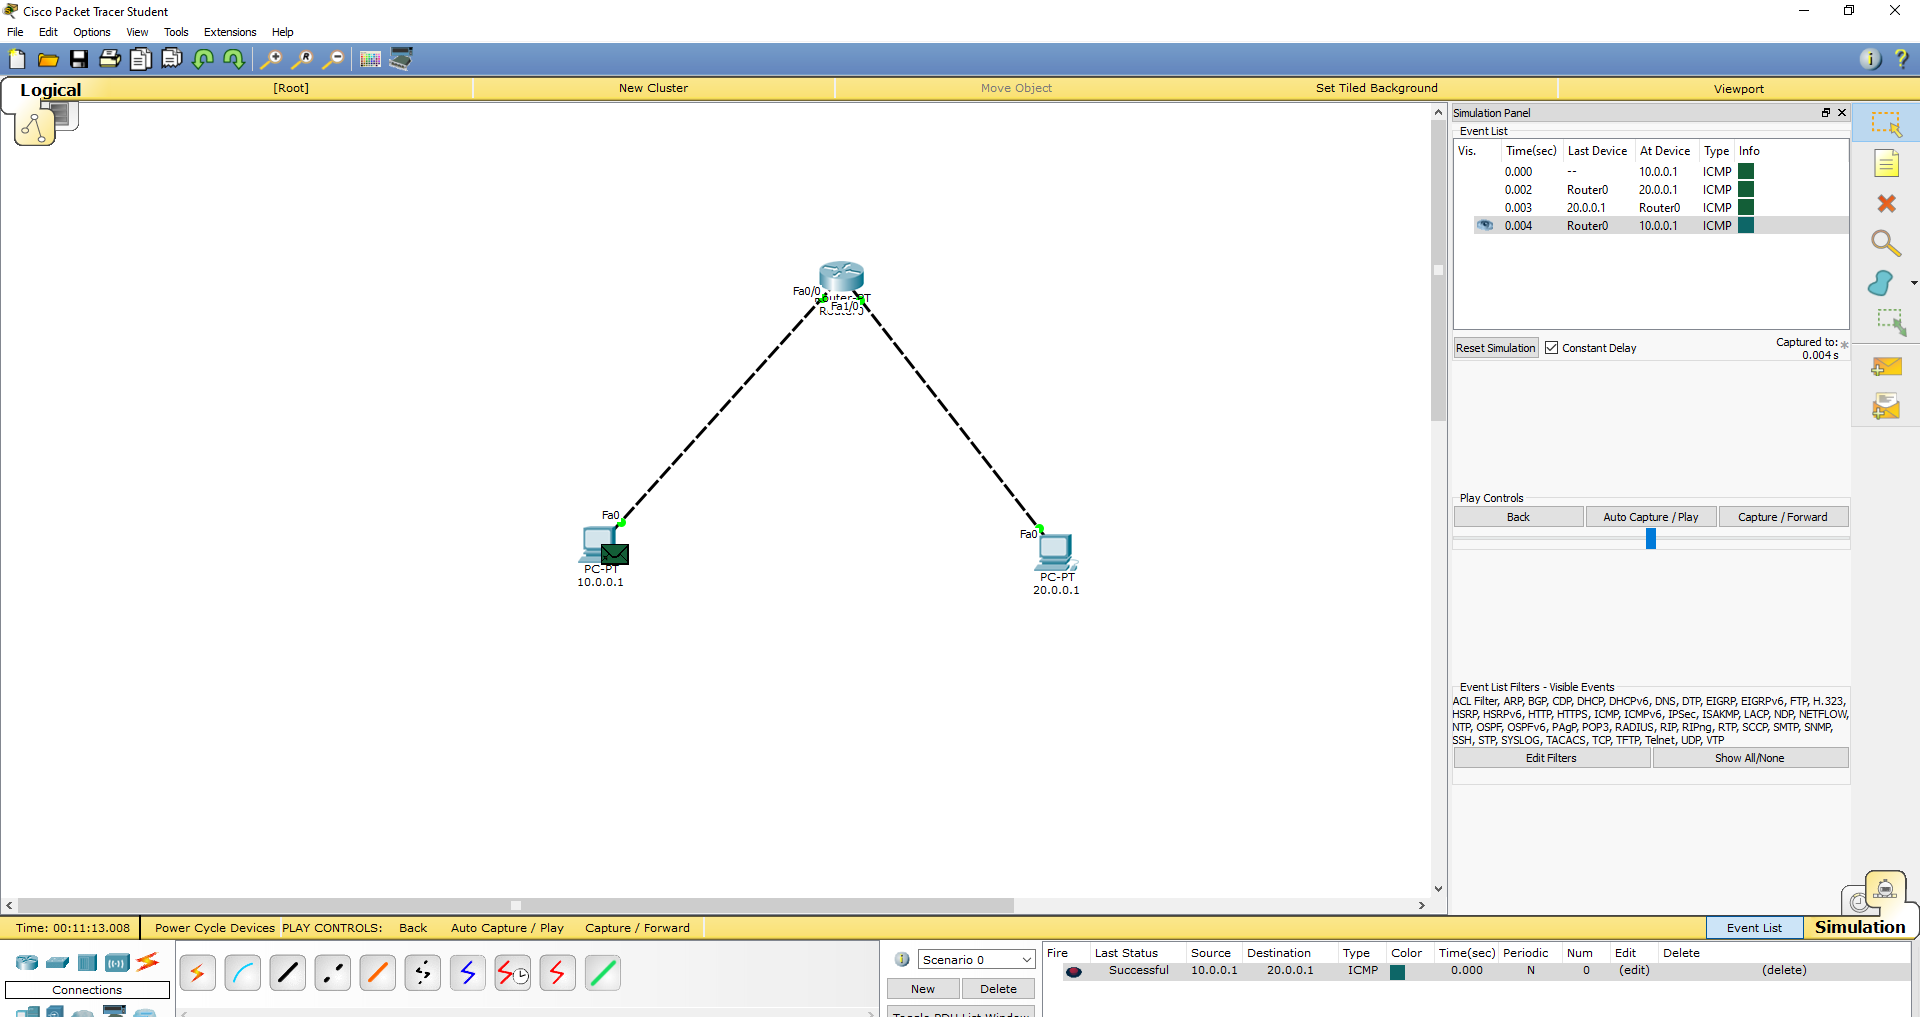 Cisco Packet Tracer Student
File Edit Options View Tools Extensions Help
Logical [Root] New Cluster Move Object Set Tiled Background Viewport
Simulation Panel
Event List
Vis. Time(sec) Last Device At Device Type Info
0.000 -- 10.0.0.1 ICMP
0.002 Router0 20.0.0.1 ICMP
0.003 20.0.0.1 Router0 ICMP
0.004 Router0 10.0.0.1 ICMP
Reset Simulation Constant Delay Captured to: *
0.004 s
Fa0/0
Fa1/0
Fa0
PC-PT
10.0.0.1
Fa0
PC-PT
20.0.0.1
Play Controls
Back Auto Capture / Play Capture / Forward
Event List Filters - Visible Events
ACL Filter, ARP, BGP, CDP, DHCP, DHCPv6, DNS, DTP, EIGRP, EIGRPv6, FTP, H.323,
HSRP, HSRPv6, HTTP, HTTPS, ICMP, ICMPv6, IPSec, ISAKMP, LACP, NDP, NETFLOW,
NTP, OSPF, OSPFv6, PAgP, POP3, RADIUS, RIP, RIPng, RTP, SCCP, SMTP, SNMP,
SSH, STP, SYSLOG, TACACS, TCP, TFTP, Telnet, UDP, VTP
Edit Filters Show All/None
Time: 00:11:13.008 Power Cycle Devices PLAY CONTROLS: Back Auto Capture / Play Capture / Forward Event List Simulation
Connections
Scenario 0
New Delete
Toggle PDU List Window
Fire Last Status Source Destination Type Color Time(sec) Periodic Num Edit Delete
Successful 10.0.0.1 20.0.0.1 ICMP 0.000 N 0 (edit) (delete)